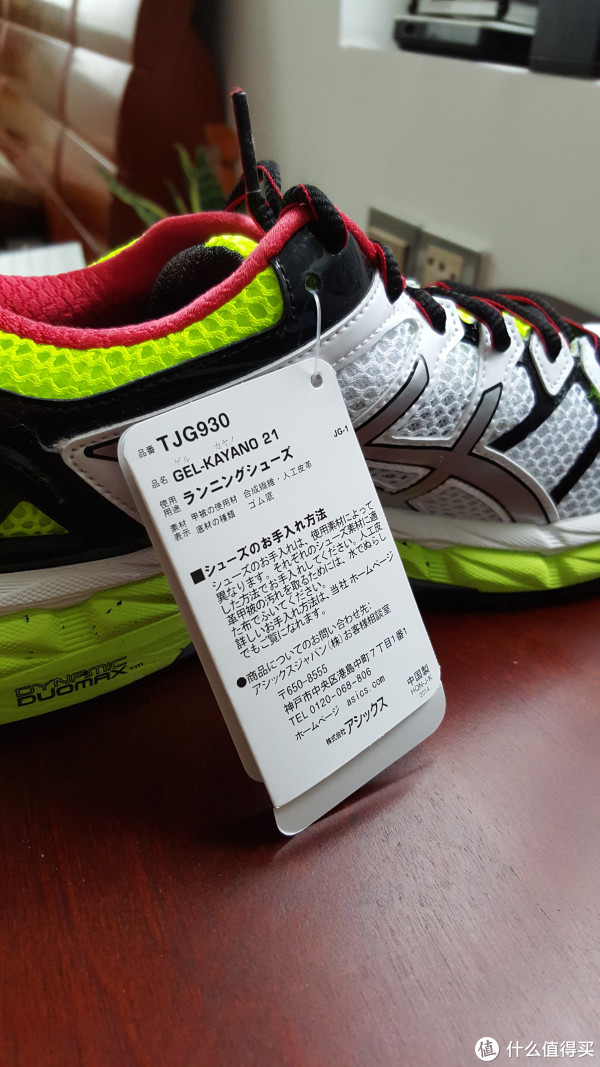 品番 TJG930
ゲル カヤノ
品名 GEL-KAYANO 21 JG-1
使用用途 ランニングシューズ
素材 甲被の使用材 合成繊維・人工皮革
表示 底材の種類 ゴム底
■シューズのお手入れ方法
シューズのお手入れは、使用素材によって
異なります。それぞれのシューズ素材に適
した方法でお手入れしてください。人工皮
革甲被の汚れを取るためには、水でぬらし
た布でふいてください。
詳しいお手入れ方法は、当社 ホームページ
でもご覧になれます。
●商品についてのお問い合わせ先:
アシックスジャパン(株)お客様相談室
〒650-8555
神戸市中央区港島中町7丁目1番1
TEL 0120-068-806
ホームページ asics.com
株式会社 アシックス
中国製
HON-J-K
2014
DYNAMIC
DUOMAX™
值 什么值得买